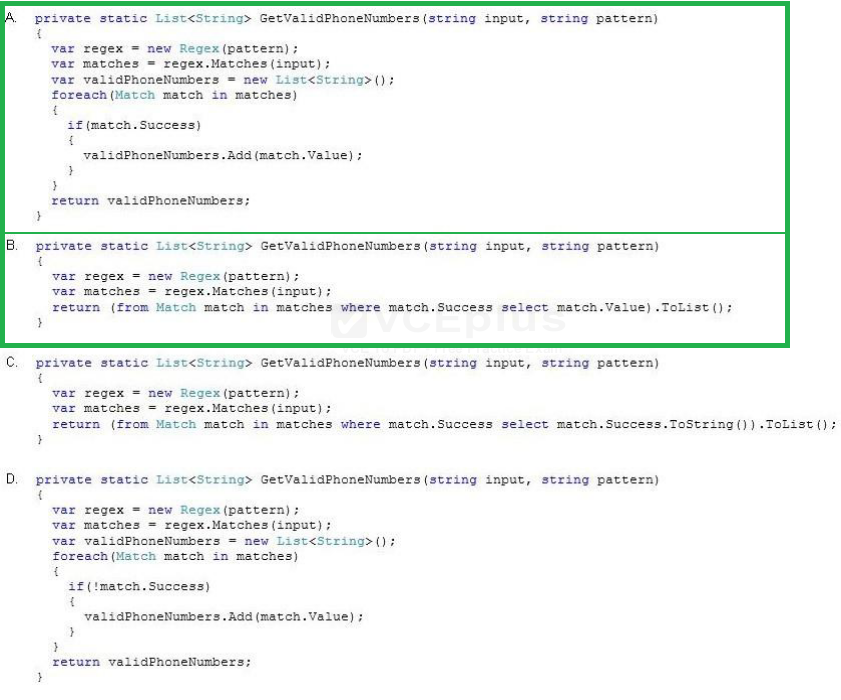 A. private static List<String> GetValidPhoneNumbers(string input, string pattern)
{
var regex = new Regex(pattern);
var matches = regex.Matches(input);
var validPhoneNumbers = new List<String>();
foreach(Match match in matches)
{
if(match.Success)
{
validPhoneNumbers.Add(match.Value);
}
}
return validPhoneNumbers;
}
B. private static List<String> GetValidPhoneNumbers(string input, string pattern)
{
var regex = new Regex(pattern);
var matches = regex.Matches(input);
return (from Match match in matches where match.Success select match.Value).ToList();
}
VCEplus
C. private static List<String> GetValidPhoneNumbers(string input, string pattern)
{
var regex = new Regex(pattern);
var matches = regex.Matches(input);
return (from Match match in matches where match.Success select match.Success.ToString()).ToList();
}
D. private static List<String> GetValidPhoneNumbers(string input, string pattern)
{
var regex = new Regex(pattern);
var matches = regex.Matches(input);
var validPhoneNumbers = new List<String>();
foreach(Match match in matches)
{
if(!match.Success)
{
validPhoneNumbers.Add(match.Value);
}
}
return validPhoneNumbers;
}